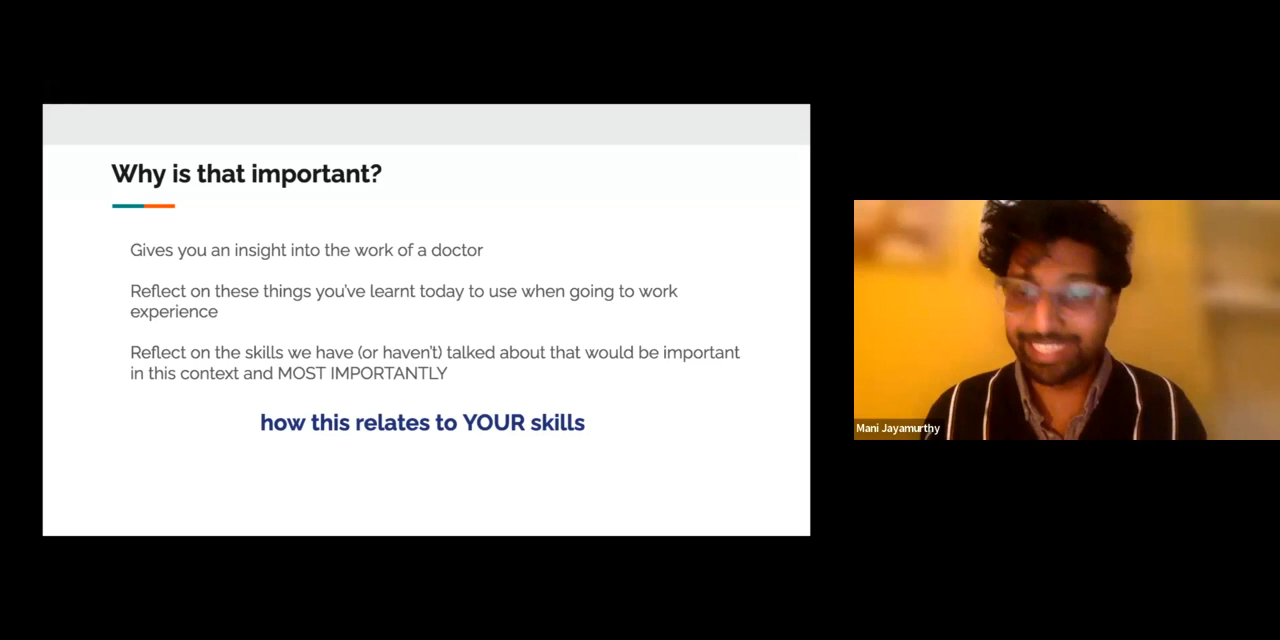 Why is that important?
Gives you an insight into the work of a doctor
Reflect on these things you’ve learnt today to use when going to work
experience
Reflect on the skills we have (or haven’t) talked about that would be important
in this context and MOST IMPORTANTLY
how this relates to YOUR skills
Mani Jayamurthy